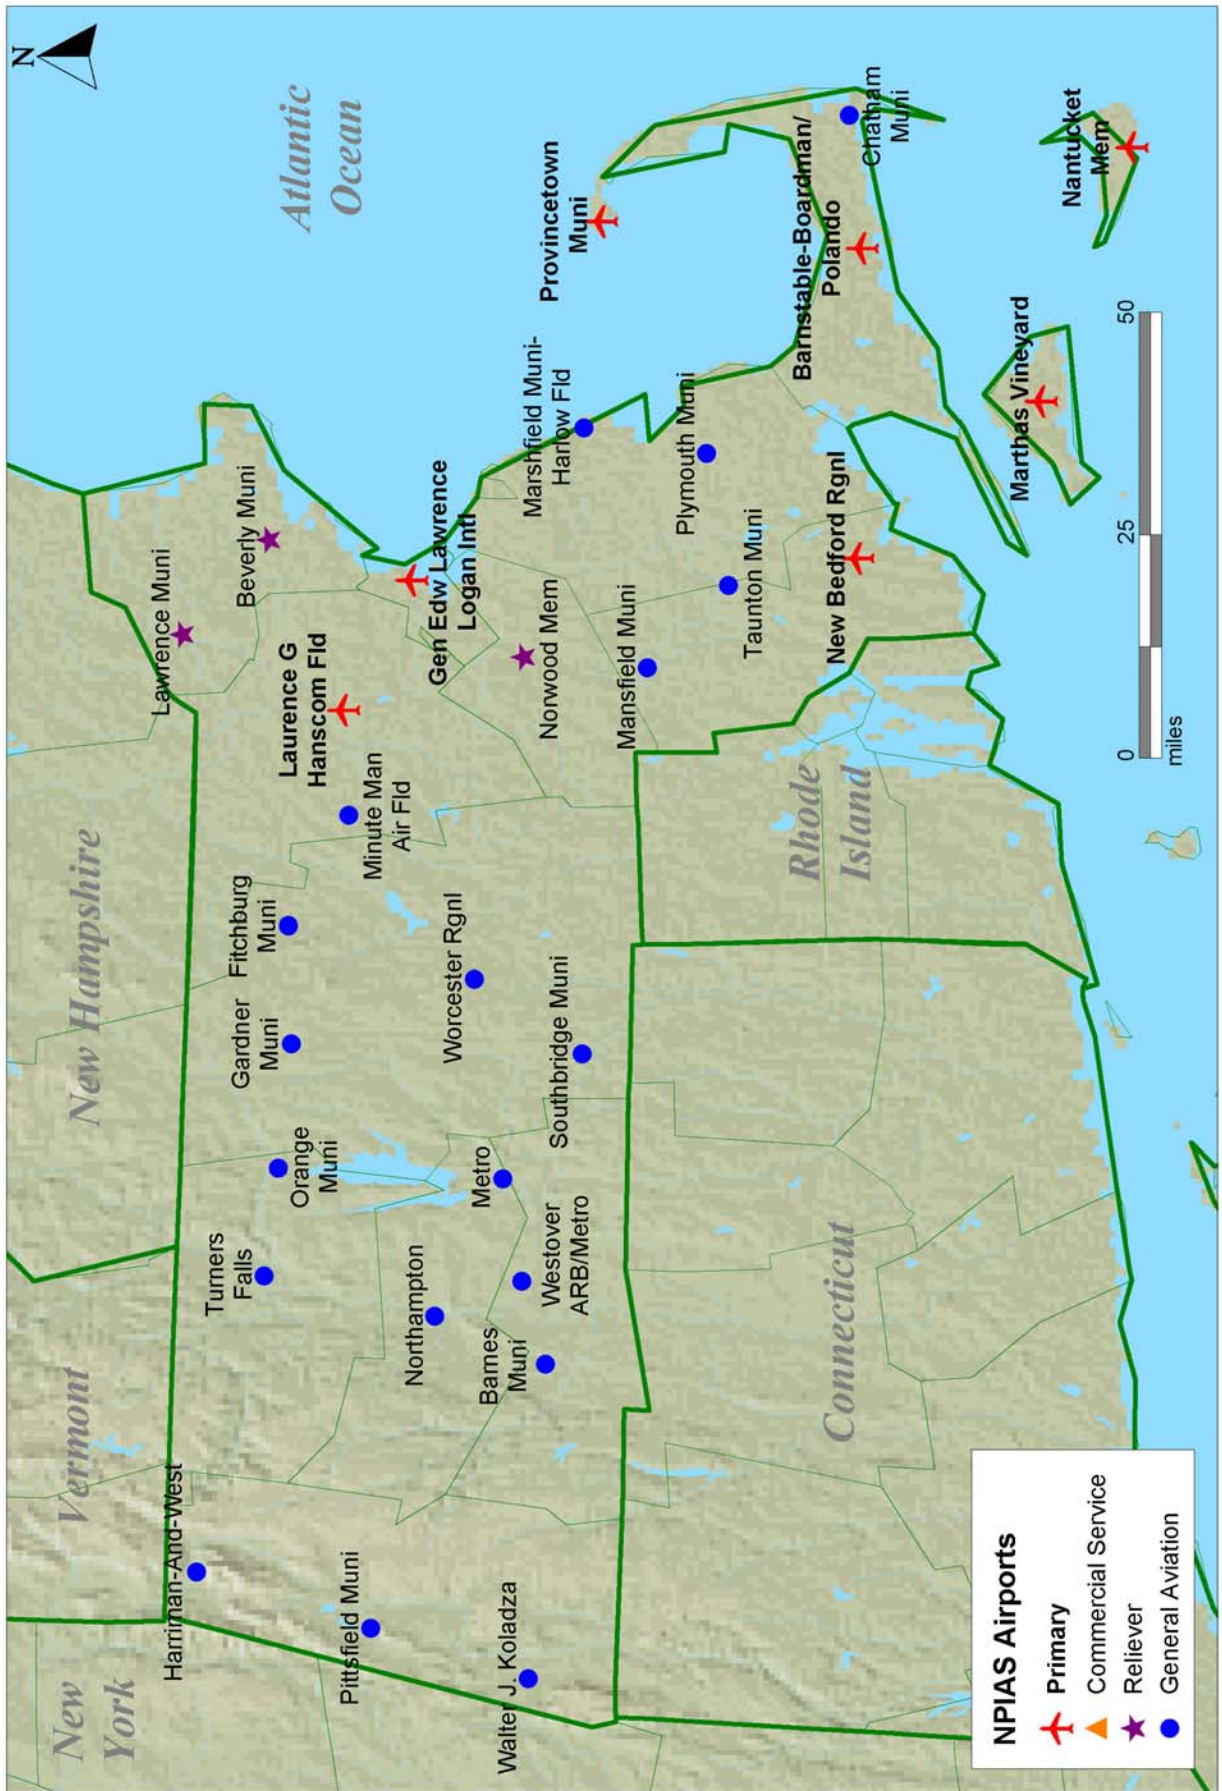 N
Atlantic
Ocean
New Hampshire
Vermont
New
York
Rhode
Island
Connecticut
Lawrence Muni
Beverly Muni
Laurence G
Hanscom Fld
Gen Edw Lawrence
Logan Intl
Norwood Mem
Minute Man
Air Fld
Fitchburg
Muni
Gardner
Muni
Orange
Muni
Turners
Falls
Harriman-And-West
Pittsfield Muni
Walter J. Koladza
Northampton
Barnes
Muni
Westover
ARB/Metro
Metro
Worcester Rgnl
Southbridge Muni
Mansfield Muni
Taunton Muni
Plymouth Muni
Marshfield Muni-
Harlow Fld
Provincetown
Muni
Barnstable-Boardman/
Polando
Chatham
Muni
New Bedford Rgnl
Marthas Vineyard
Nantucket
Mem
0 25 50
miles
NPIAS Airports
Primary
Commercial Service
Reliever
General Aviation